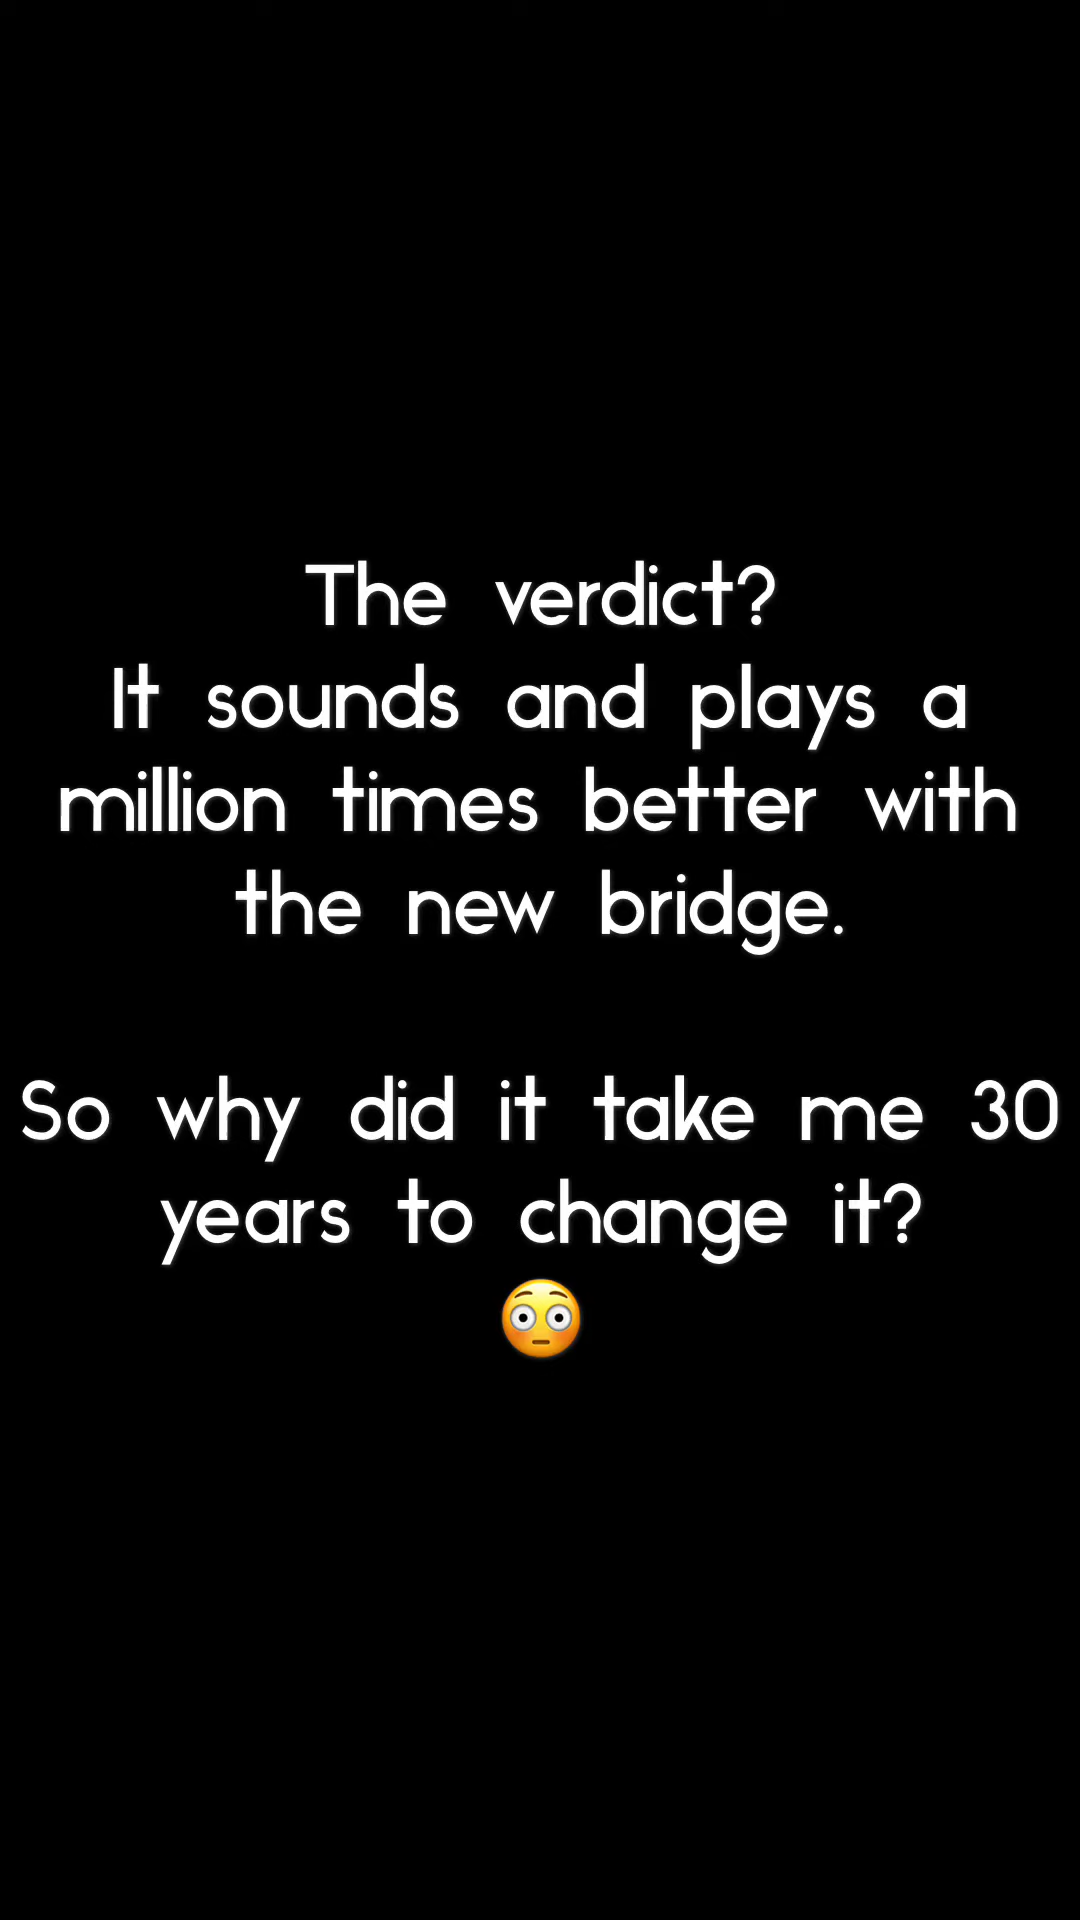 The verdict?
It sounds and plays a
million times better with
the new bridge.
So why did it take me 30
years to change it?
😳